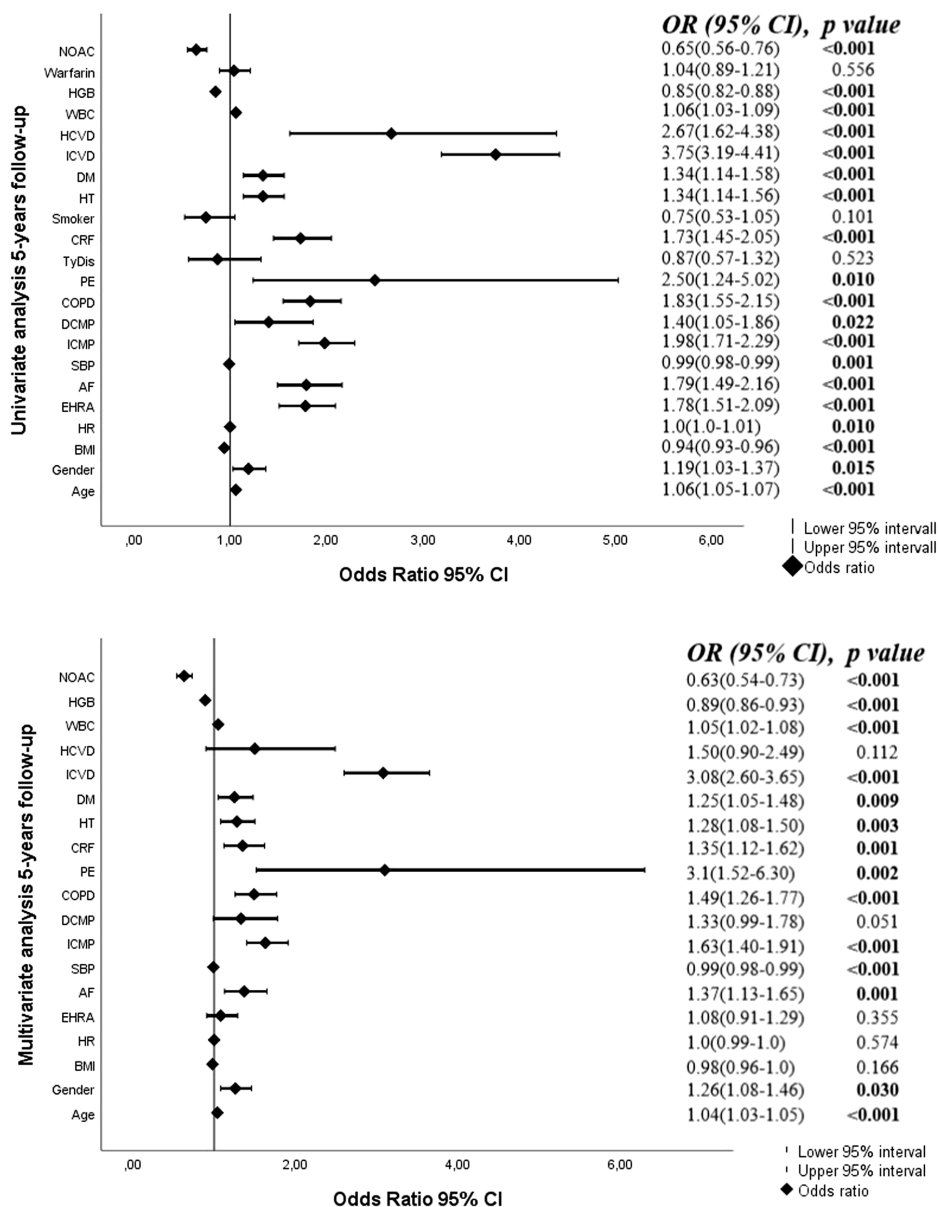 OR (95% CI), p value
NOAC 0.65(0.56-0.76) <0.001
Warfarin 1.04(0.89-1.21) 0.556
HGB 0.85(0.82-0.88) <0.001
WBC 1.06(1.03-1.09) <0.001
HCVD 2.67(1.62-4.38) <0.001
ICVD 3.75(3.19-4.41) <0.001
DM 1.34(1.14-1.58) <0.001
HT 1.34(1.14-1.56) <0.001
Smoker 0.75(0.53-1.05) 0.101
CRF 1.73(1.45-2.05) <0.001
TyDis 0.87(0.57-1.32) 0.523
PE 2.50(1.24-5.02) 0.010
COPD 1.83(1.55-2.15) <0.001
DCMP 1.40(1.05-1.86) 0.022
ICMP 1.98(1.71-2.29) <0.001
SBP 0.99(0.98-0.99) 0.001
AF 1.79(1.49-2.16) <0.001
EHRA 1.78(1.51-2.09) <0.001
HR 1.0(1.0-1.01) 0.010
BMI 0.94(0.93-0.96) <0.001
Gender 1.19(1.03-1.37) 0.015
Age 1.06(1.05-1.07) <0.001
Univariate analysis 5-years follow-up
,00 1,00 2,00 3,00 4,00 5,00 6,00
Odds Ratio 95% CI
Lower 95% intervall
Upper 95% intervall
Odds ratio
OR (95% CI), p value
NOAC 0.63(0.54-0.73) <0.001
HGB 0.89(0.86-0.93) <0.001
WBC 1.05(1.02-1.08) <0.001
HCVD 1.50(0.90-2.49) 0.112
ICVD 3.08(2.60-3.65) <0.001
DM 1.25(1.05-1.48) 0.009
HT 1.28(1.08-1.50) 0.003
CRF 1.35(1.12-1.62) 0.001
PE 3.1(1.52-6.30) 0.002
COPD 1.49(1.26-1.77) <0.001
DCMP 1.33(0.99-1.78) 0.051
ICMP 1.63(1.40-1.91) <0.001
SBP 0.99(0.98-0.99) <0.001
AF 1.37(1.13-1.65) 0.001
EHRA 1.08(0.91-1.29) 0.355
HR 1.0(0.99-1.0) 0.574
BMI 0.98(0.96-1.0) 0.166
Gender 1.26(1.08-1.46) 0.030
Age 1.04(1.03-1.05) <0.001
Multivariate analysis 5-years follow-up
,00 2,00 4,00 6,00
Odds Ratio 95% CI
Lower 95% interval
Upper 95% interval
Odds ratio